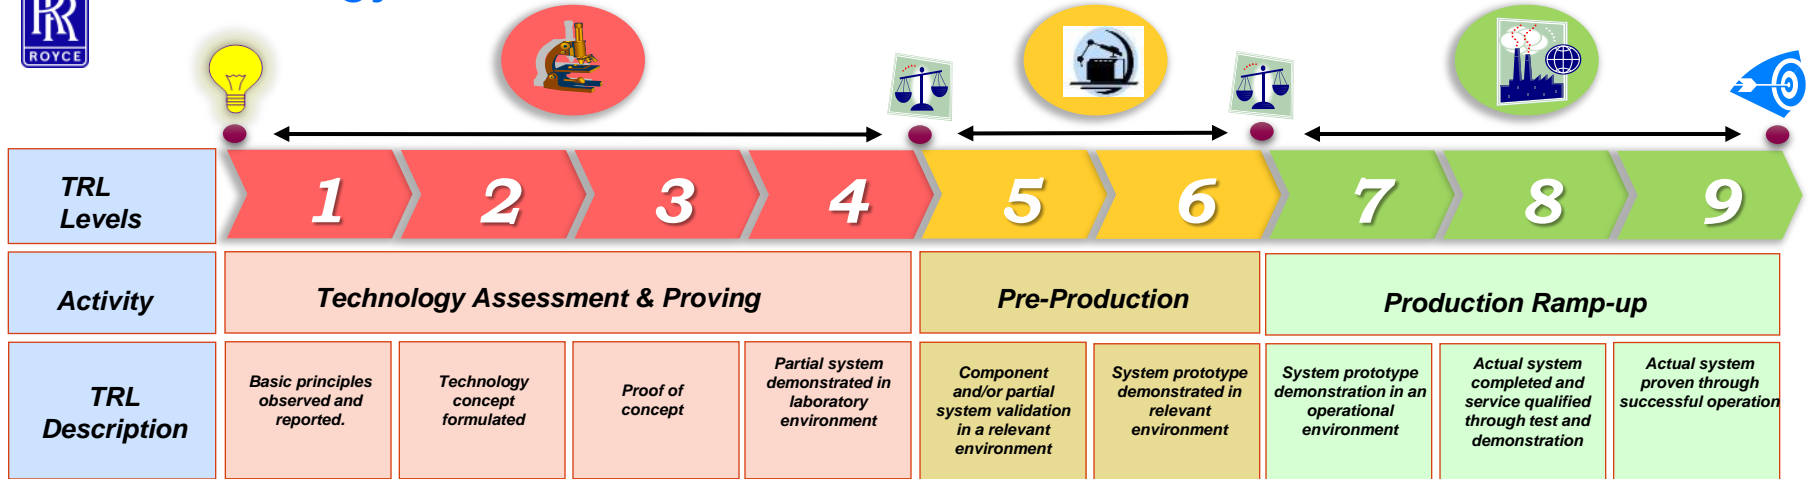 RR
ROYCE
TRL
Levels
1 2 3 4 5 6 7 8 9
Activity
Technology Assessment & Proving
Pre-Production
Production Ramp-up
TRL
Description
Basic principles
observed and
reported.
Technology
concept
formulated
Proof of
concept
Partial system
demonstrated in
laboratory
environment
Component
and/or partial
system validation
in a relevant
environment
System prototype
demonstrated in
relevant
environment
System prototype
demonstration in an
operational
environment
Actual system
completed and
service qualified
through test and
demonstration
Actual system
proven through
successful operation